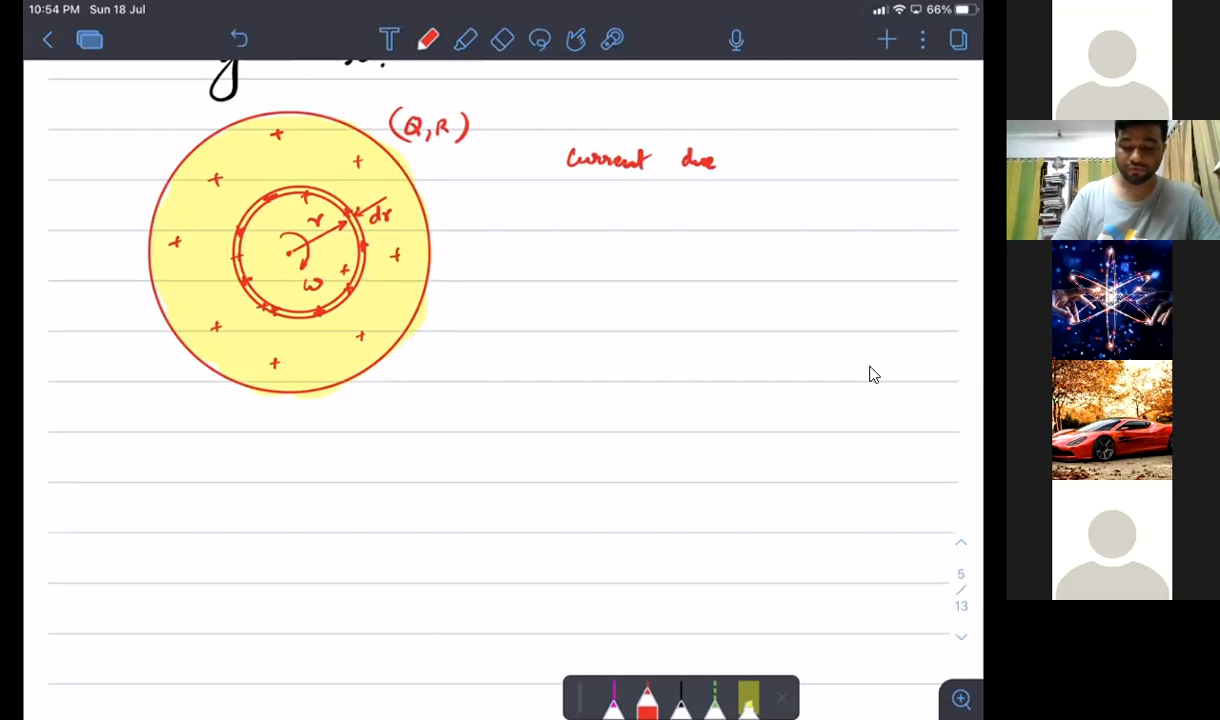 10:54 PM Sun 18 Jul
66%
(Q, R)
Current due
r
dr
ω
5
/
13